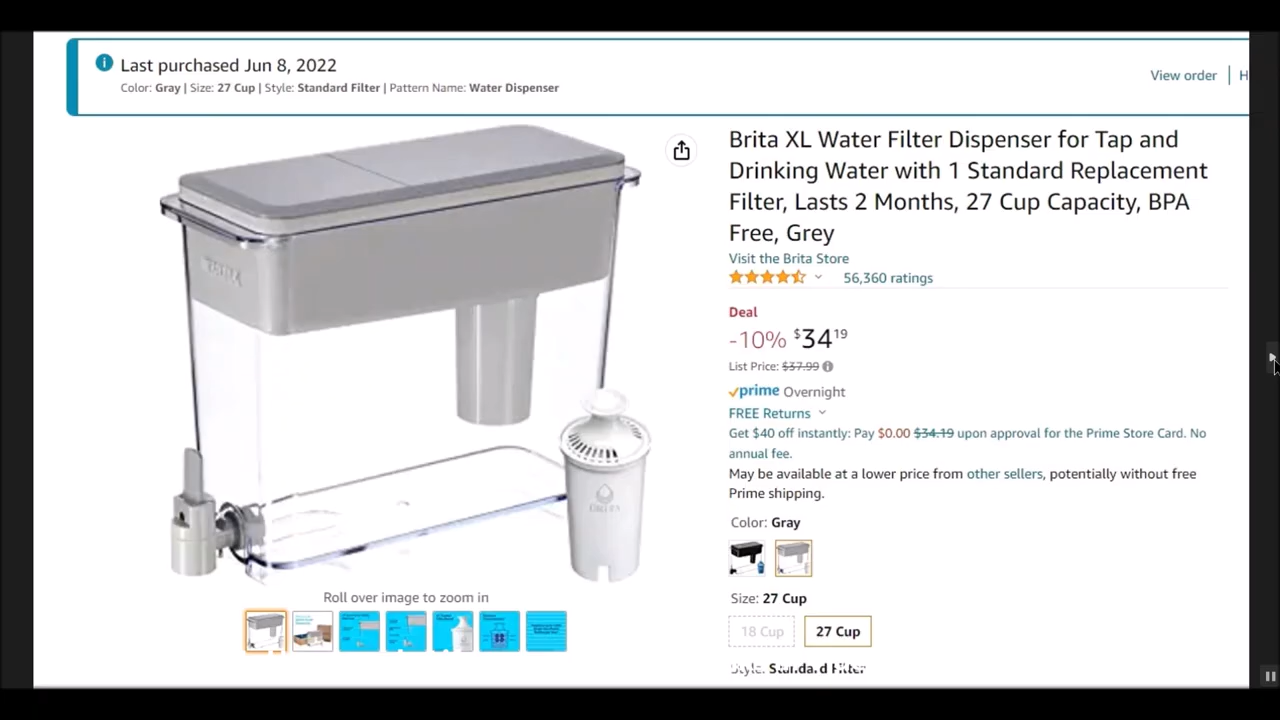 Last purchased Jun 8, 2022
Color: Gray | Size: 27 Cup | Style: Standard Filter | Pattern Name: Water Dispenser
View order
H
Brita XL Water Filter Dispenser for Tap and
Drinking Water with 1 Standard Replacement
Filter, Lasts 2 Months, 27 Cup Capacity, BPA
Free, Grey
Visit the Brita Store
56,360 ratings
Deal
-10% $34 19
List Price: $37.99
prime Overnight
FREE Returns
Get $40 off instantly: Pay $0.00 $34.19 upon approval for the Prime Store Card. No
annual fee.
May be available at a lower price from other sellers, potentially without free
Prime shipping.
Color: Gray
Size: 27 Cup
18 Cup
27 Cup
Style: Standard Filter
Roll over image to zoom in